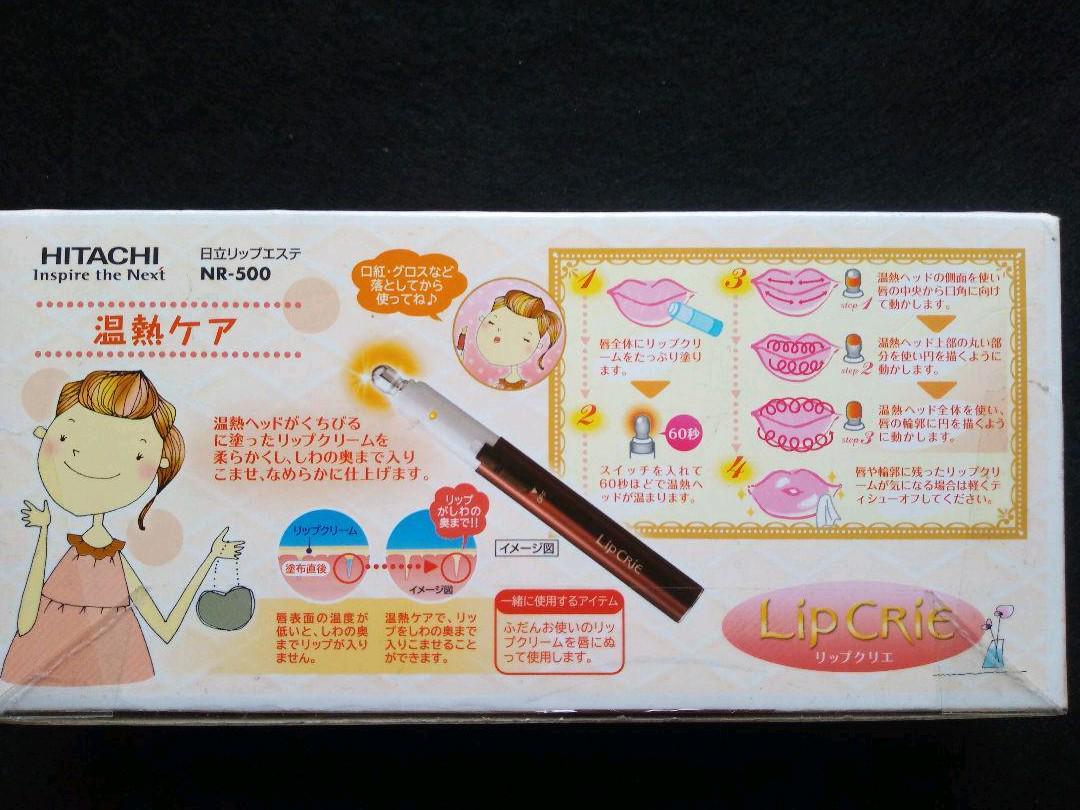 HITACHI
Inspire the Next
日立リップエステ
NR-500
温熱ケア
口紅・グロスなど
落としてから
使ってね♪
温熱ヘッドがくちびる
に塗ったリップクリームを
柔らかくし、しわの奥まで入り
こませ、なめらかに仕上げます。
リップ
がしわの
奥まで!!
リップクリーム
塗布直後
イメージ図
イメージ図
唇表面の温度が
低いと、しわの奥
までリップが入り
ません。
温熱ケアで、リッ
プをしわの奥まで
入りこませること
ができます。
一緒に使用するアイテム
ふだんお使いのリッ
プクリームを唇にぬ
って使用します。
LipCRiE
1
唇全体にリップクリ
ームをたっぷり塗り
ます。
2
60秒
スイッチを入れて
60秒ほどで温熱ヘ
ッドが温まります。
3
step 1
温熱ヘッドの側面を使い
唇の中央から口角に向け
て動かします。
step 2
温熱ヘッド上部の丸い部
分を使い円を描くように
動かします。
step 3
温熱ヘッド全体を使い、
唇の輪郭に円を描くよう
に動かします。
4
唇や輪郭に残ったリップクリ
ームが気になる場合は軽くテ
ィシューオフしてください。
LipCRiE
リップクリエ